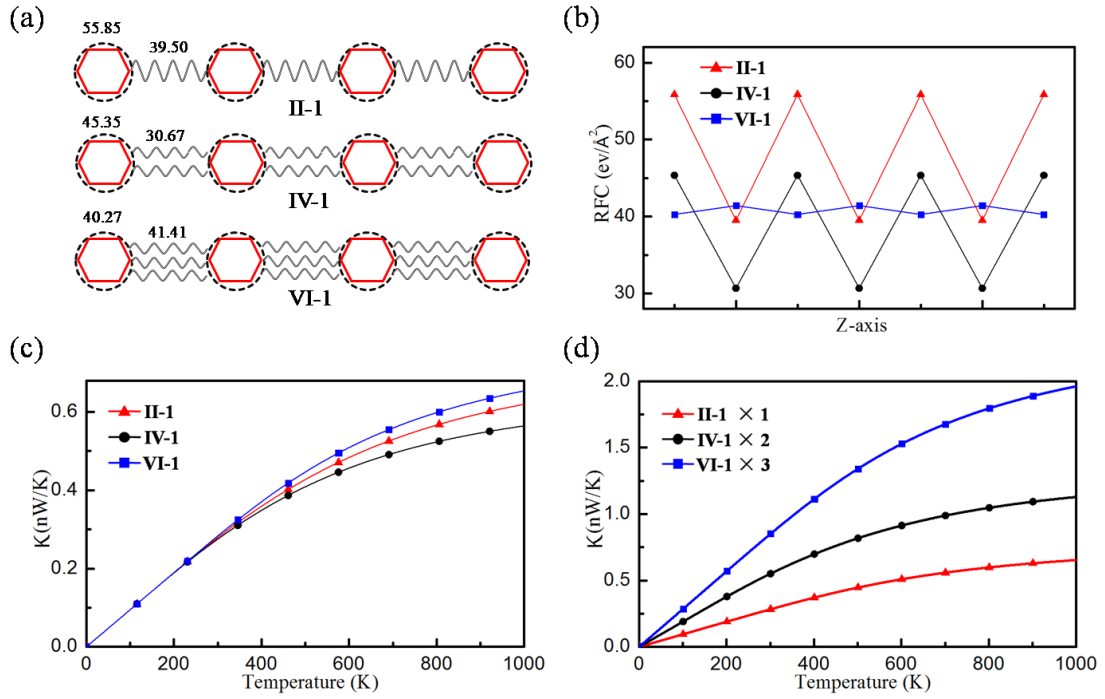 (a)
55.85
39.50
II-1
45.35
30.67
IV-1
40.27
41.41
VI-1
(b)
60
50
40
30
RFC (ev/Å²)
II-1
IV-1
VI-1
Z-axis
(c)
0.6
0.4
0.2
0.0
K(nW/K)
II-1
IV-1
VI-1
0 200 400 600 800 1000
Temperature (K)
(d)
2.0
1.5
1.0
0.5
0.0
K(nW/K)
II-1 × 1
IV-1 × 2
VI-1 × 3
0 200 400 600 800 1000
Temperature (K)